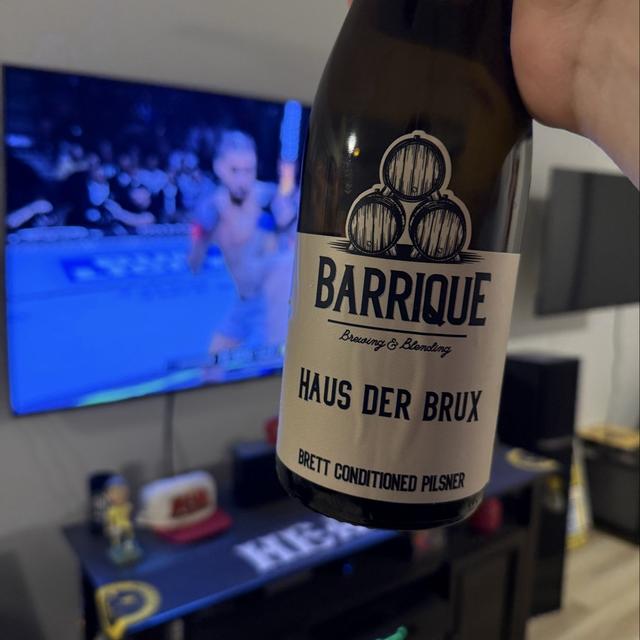 BARRIQUE
Brewing & Blending
HAUS DER BRUX
BRETT CONDITIONED PILSNER